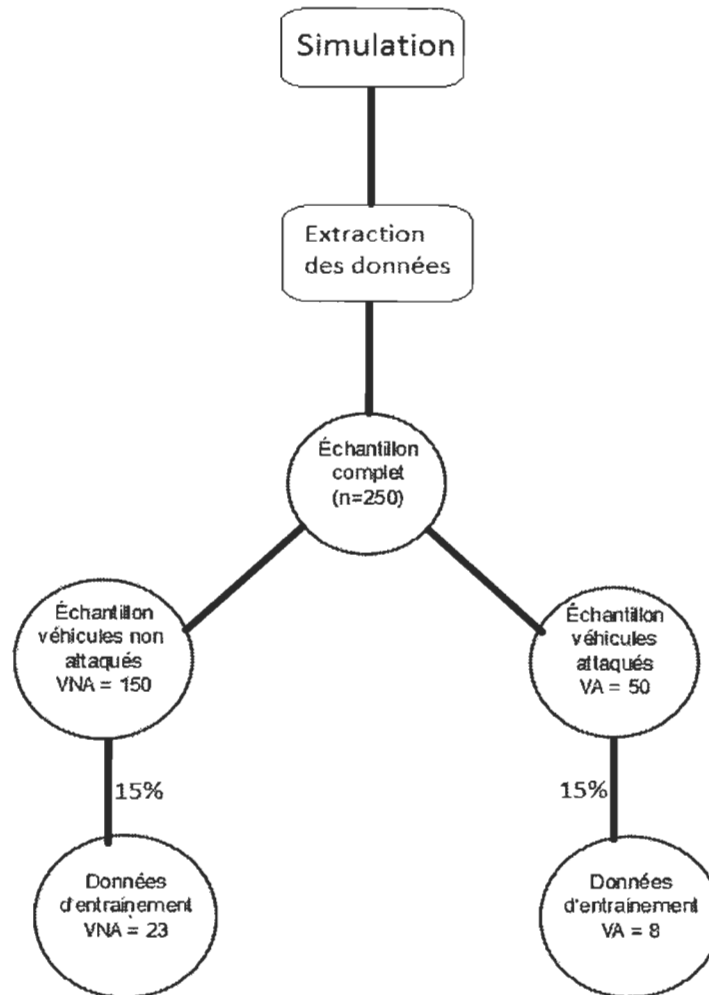 Simulation
Extraction
des données
Échantillon
complet
(n=250)
Échantillon
véhicules non
attaqués
VNA = 150
Échantillon
véhicules
attaqués
VA = 50
15%
15%
Données
d'entraînement
VNA = 23
Données
d'entrainement
VA = 8